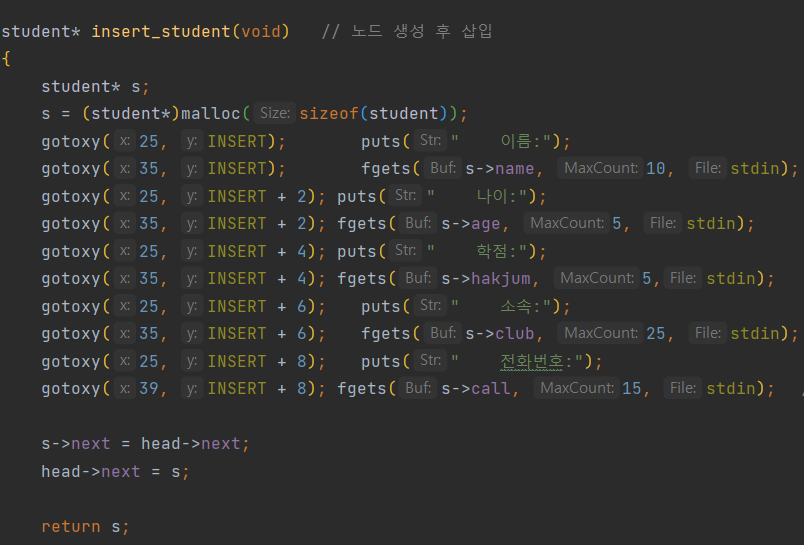 student* insert_student(void)   // 노드 생성 후 삽입
{
    student* s;
    s = (student*)malloc( Size: sizeof(student));
    gotoxy( x: 25,  y: INSERT);       puts( Str: "    이름:");
    gotoxy( x: 35,  y: INSERT);       fgets( Buf: s->name,  MaxCount: 10,  File: stdin);
    gotoxy( x: 25,  y: INSERT + 2); puts( Str: "    나이:");
    gotoxy( x: 35,  y: INSERT + 2); fgets( Buf: s->age,  MaxCount: 5,  File: stdin);
    gotoxy( x: 25,  y: INSERT + 4); puts( Str: "    학점:");
    gotoxy( x: 35,  y: INSERT + 4); fgets( Buf: s->hakjum,  MaxCount: 5, File: stdin);
    gotoxy( x: 25,  y: INSERT + 6);   puts( Str: "    소속:");
    gotoxy( x: 35,  y: INSERT + 6);   fgets( Buf: s->club,  MaxCount: 25,  File: stdin);
    gotoxy( x: 25,  y: INSERT + 8);   puts( Str: "    전화번호:");
    gotoxy( x: 39,  y: INSERT + 8); fgets( Buf: s->call,  MaxCount: 15,  File: stdin);
    s->next = head->next;
    head->next = s;
    return s;